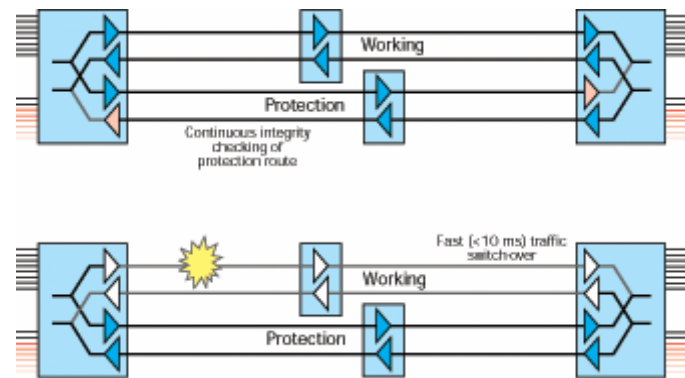 Working
Protection
Continuous integrity
checking of
protection route
Fast (<10 ms) traffic
switch-over
Working
Protection